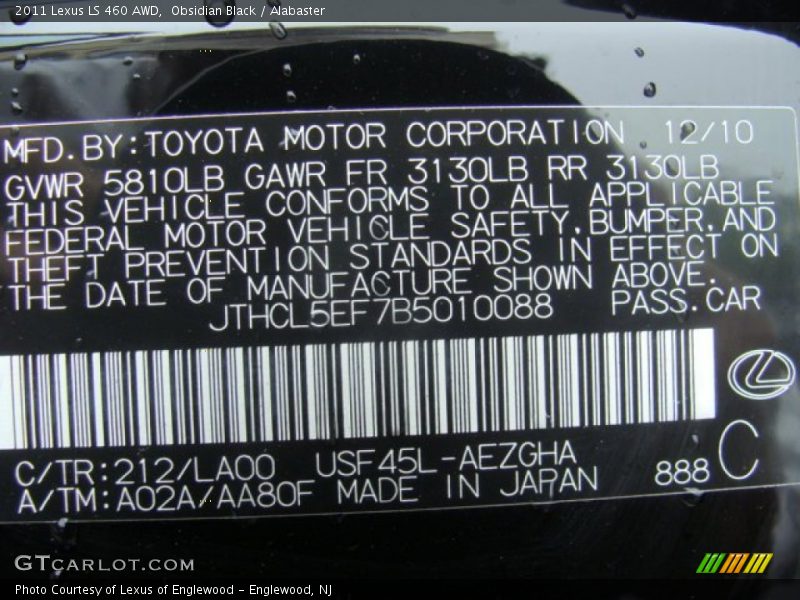 2011 Lexus LS 460 AWD,  Obsidian Black / Alabaster
MFD.BY:TOYOTA MOTOR CORPORATION 12/10
GVWR 5810LB GAWR FR 3130LB RR 3130LB
THIS VEHICLE CONFORMS TO ALL APPLICABLE
FEDERAL MOTOR VEHICLE SAFETY,BUMPER,AND
THEFT PREVENTION STANDARDS IN EFFECT ON
THE DATE OF MANUFACTURE SHOWN ABOVE.
JTHCL5EF7B5010088 PASS.CAR
C/TR:212/LA00 USF45L-AEZGHA
A/TM:A02A/AA80F MADE IN JAPAN 888 C
GTCARLOT.COM
Photo Courtesy of Lexus of Englewood - Englewood, NJ